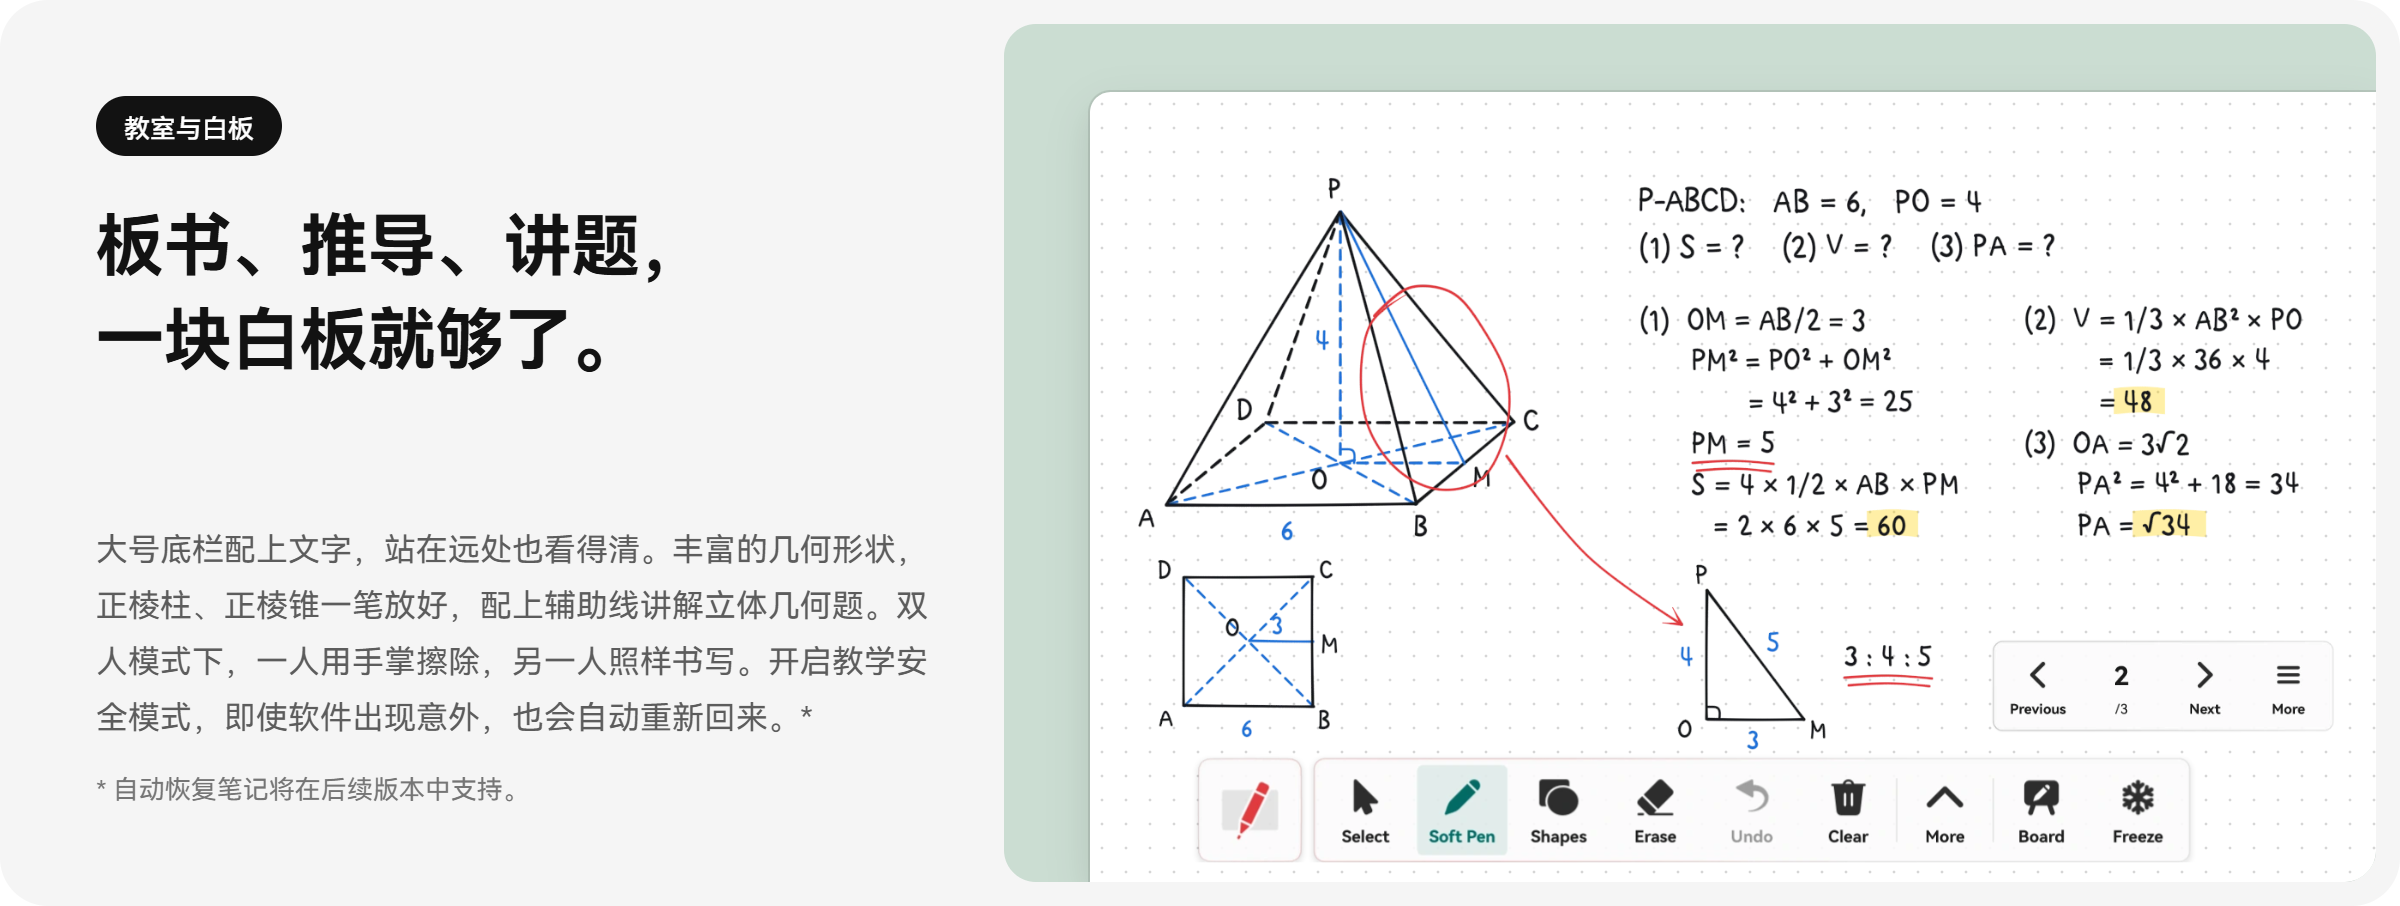 教室与白板
板书、推导、讲题，
一块白板就够了。
大号底栏配上文字，站在远处也看得清。丰富的几何形状，
正棱柱、正棱锥一笔放好，配上辅助线讲解立体几何题。双
人模式下，一人用手掌擦除，另一人照样书写。开启教学安
全模式，即使软件出现意外，也会自动重新回来。*
* 自动恢复笔记将在后续版本中支持。
P
4
D
C
O
M
A
B
6
D
C
O
3
M
A
B
6
P-ABCD: AB = 6, PO = 4
(1) S = ? (2) V = ? (3) PA = ?
(1) OM = AB/2 = 3
PM² = PO² + OM²
= 4² + 3² = 25
PM = 5
S = 4 × 1/2 × AB × PM
= 2 × 6 × 5 = 60
(2) V = 1/3 × AB² × PO
= 1/3 × 36 × 4
= 48
(3) OA = 3√2
PA² = 4² + 18 = 34
PA = √34
P
4
5
O
M
3
3 : 4 : 5
2
Previous
/3
Next
More
Select
Soft Pen
Shapes
Erase
Undo
Clear
More
Board
Freeze